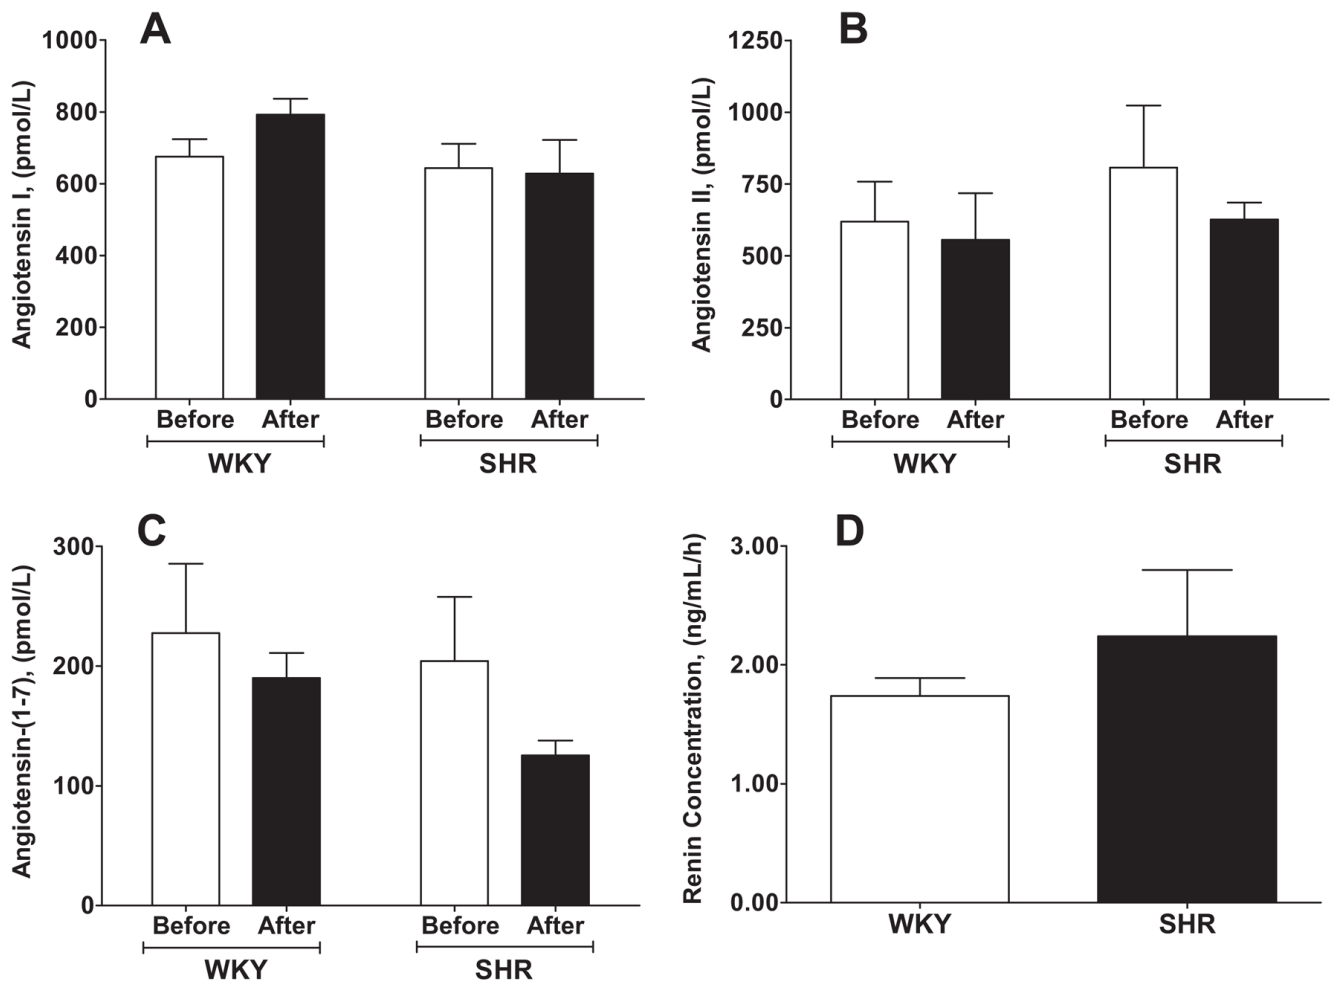 A
Angiotensin I, (pmol/L)
1000
800
600
400
200
0
Before After Before After
WKY SHR
B
Angiotensin II, (pmol/L)
1250
1000
750
500
250
0
Before After Before After
WKY SHR
C
Angiotensin-(1-7), (pmol/L)
300
200
100
0
Before After Before After
WKY SHR
D
Renin Concentration, (ng/mL/h)
3.00
2.00
1.00
0.00
WKY SHR